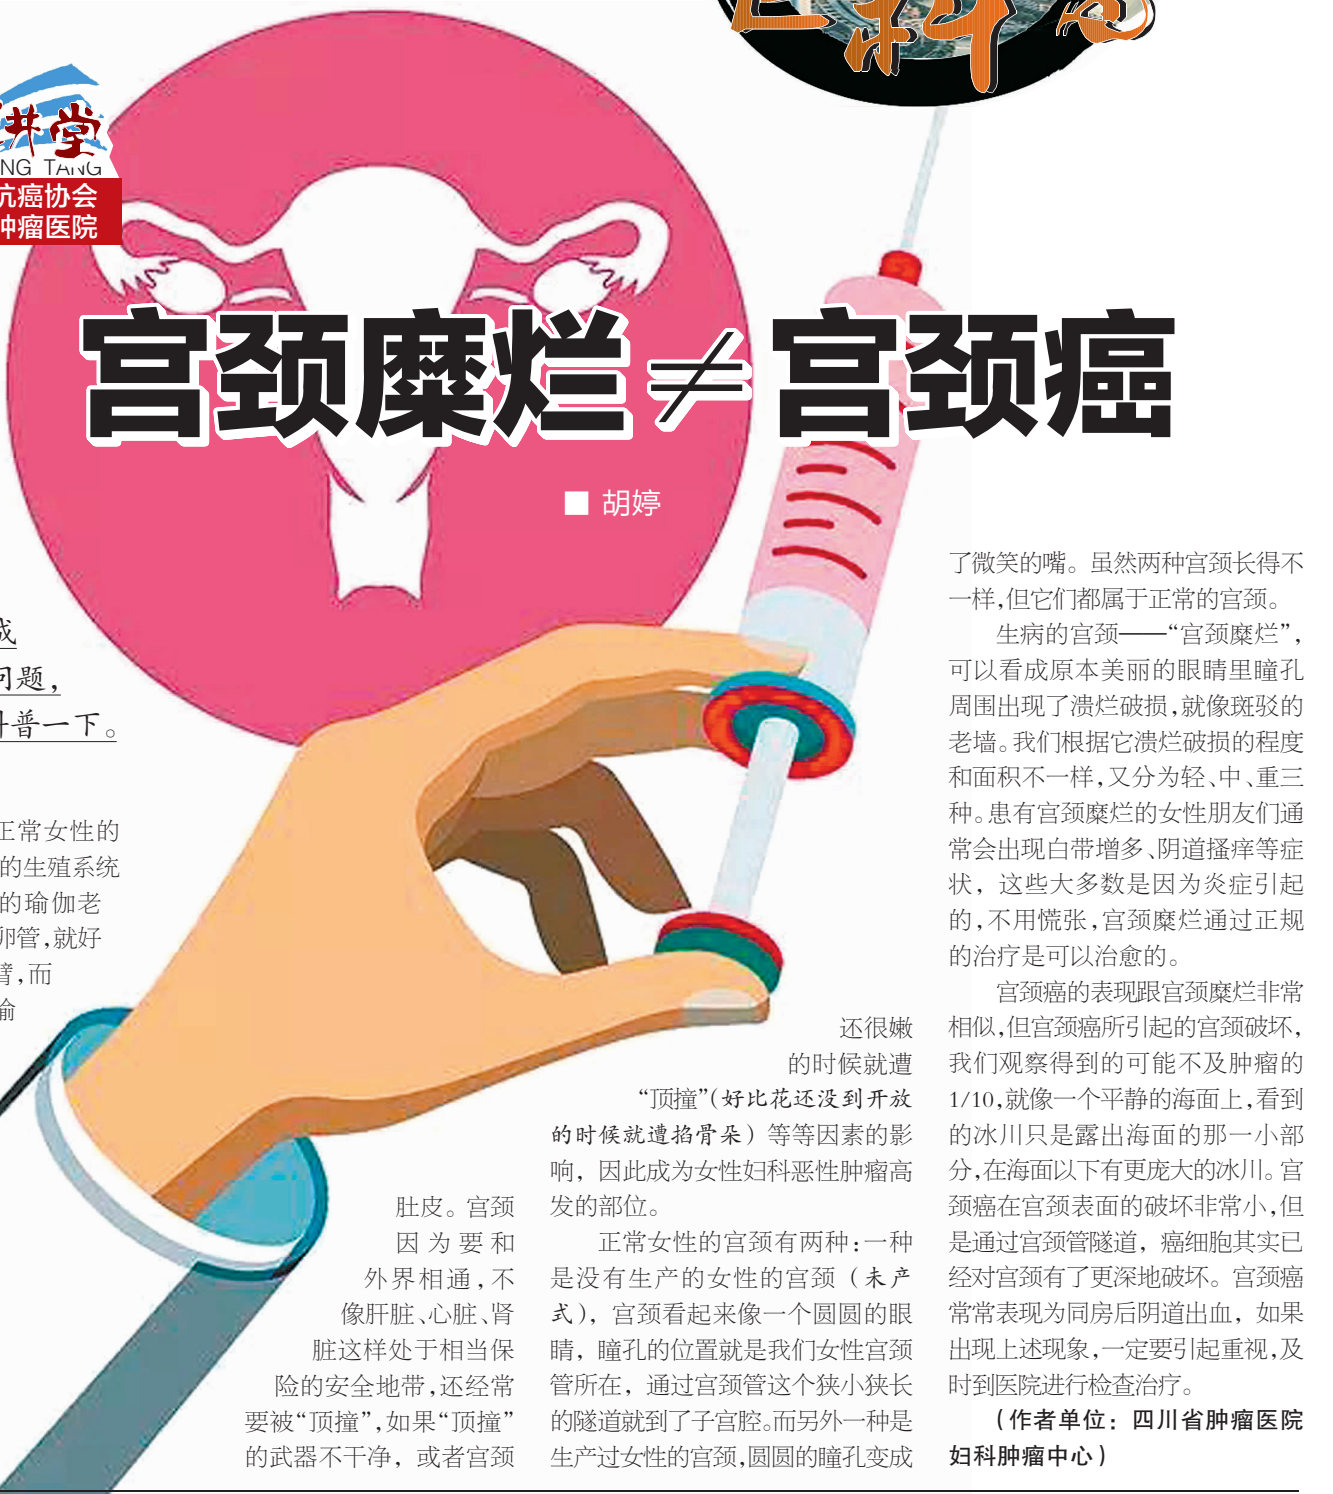 井堂
NG TANG
抗癌协会
肿瘤医院
宫颈糜烂≠宫颈癌
■ 胡婷
问题，
普一下。
正常女性的
的生殖系统
的瑜伽老
卵管，就好
臂，而
肚皮。宫颈
因为要和
外界相通，不
像肝脏、心脏、肾
脏这样处于相当保
险的安全地带，还经常
要被“顶撞”，如果“顶撞”
的武器不干净，或者宫颈
还很嫩
的时候就遭
“顶撞”（好比花还没到开放
的时候就遭掐骨朵）等等因素的影
响，因此成为女性妇科恶性肿瘤高
发的部位。
正常女性的宫颈有两种：一种
是没有生产的女性的宫颈（未产
式），宫颈看起来像一个圆圆的眼
睛，瞳孔的位置就是我们女性宫颈
管所在，通过宫颈管这个狭小狭长
的隧道就到了子宫腔。而另外一种是
生产过女性的宫颈，圆圆的瞳孔变成
了微笑的嘴。虽然两种宫颈长得不
一样，但它们都属于正常的宫颈。
生病的宫颈——“宫颈糜烂”，
可以看成原本美丽的眼睛里瞳孔
周围出现了溃烂破损，就像斑驳的
老墙。我们根据它溃烂破损的程度
和面积不一样，又分为轻、中、重三
种。患有宫颈糜烂的女性朋友们通
常会出现白带增多、阴道搔痒等症
状，这些大多数是因为炎症引起
的，不用慌张，宫颈糜烂通过正规
的治疗是可以治愈的。
宫颈癌的表现跟宫颈糜烂非常
相似，但宫颈癌所引起的宫颈破坏，
我们观察得到的可能不及肿瘤的
1/10，就像一个平静的海面上，看到
的冰川只是露出海面的那一小部
分，在海面以下有更庞大的冰川。宫
颈癌在宫颈表面的破坏非常小，但
是通过宫颈管隧道，癌细胞其实已
经对宫颈有了更深地破坏。宫颈癌
常常表现为同房后阴道出血，如果
出现上述现象，一定要引起重视，及
时到医院进行检查治疗。
（作者单位：四川省肿瘤医院
妇科肿瘤中心）